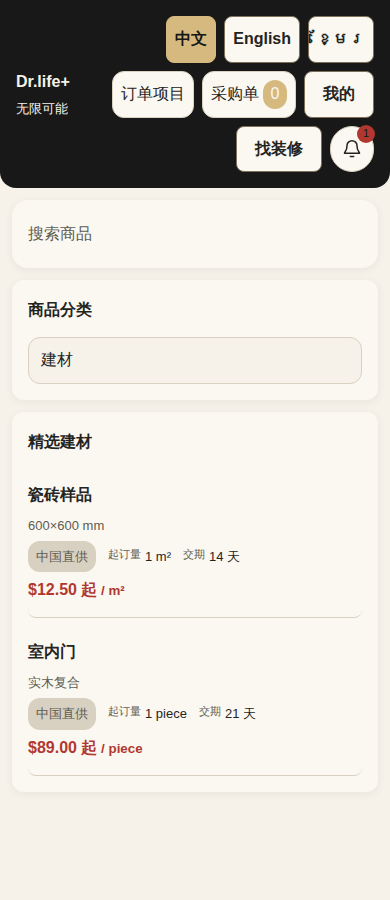 中文 English ខ្មែរ
Dr.life+
无限可能
订单项目 采购单 0 我的
找装修 1
搜索商品
商品分类
建材
精选建材
瓷砖样品
600×600 mm
中国直供 起订量 1 m² 交期 14 天
$12.50 起 / m²
室内门
实木复合
中国直供 起订量 1 piece 交期 21 天
$89.00 起 / piece